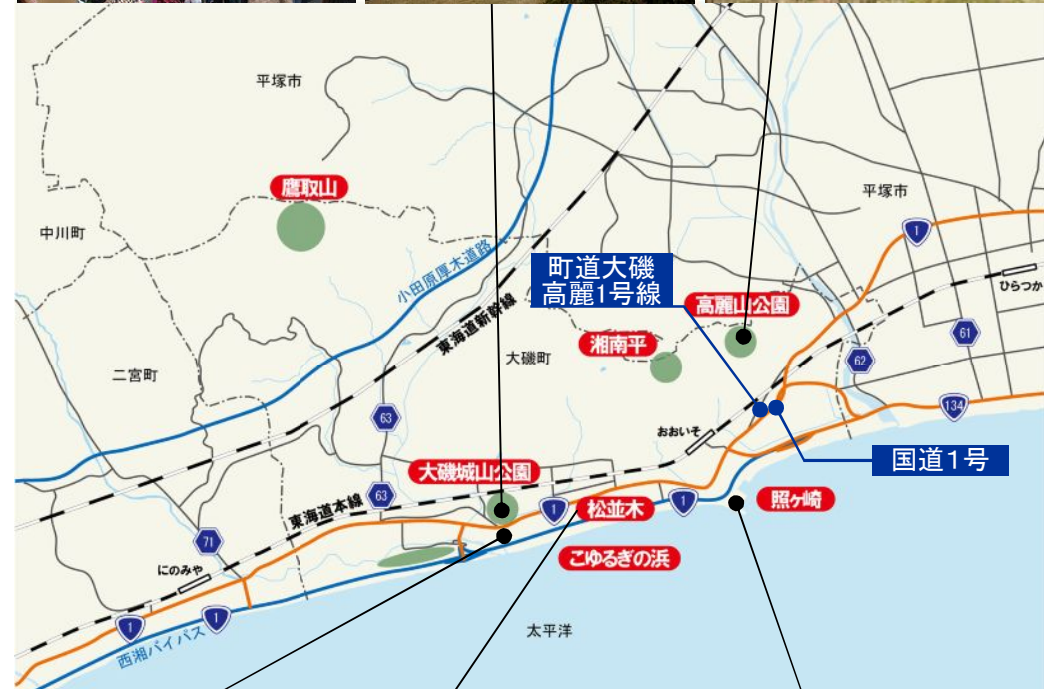 平塚市
鷹取山
中川町
小田原厚木道路
東海道新幹線
町道大磯
高麗1号線
高麗山公園
平塚市
1
ひらつか
湘南平
大磯町
61
62
二宮町
63
134
おおいそ
国道1号
大磯城山公園
63
東海道本線
1
松並木
1
照ヶ崎
71
こゆるぎの浜
にのみや
1
1
西湘バイパス
太平洋